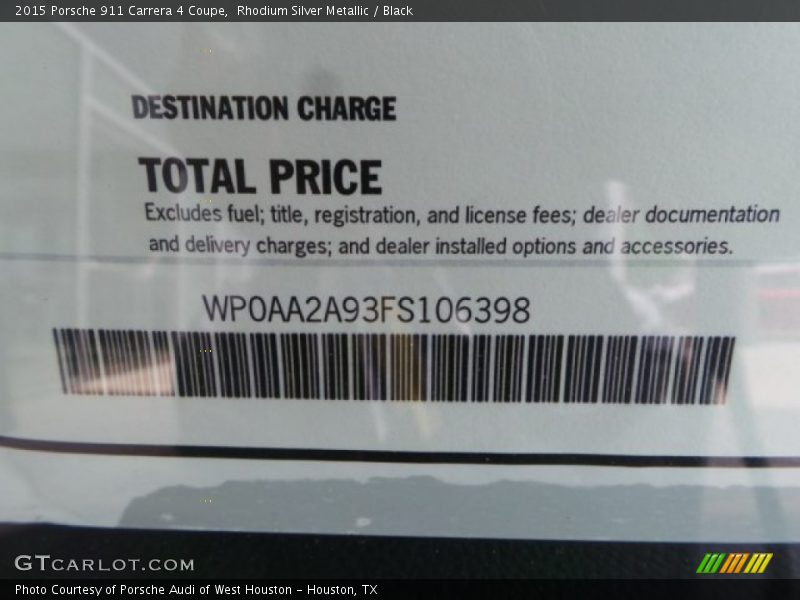 2015 Porsche 911 Carrera 4 Coupe, Rhodium Silver Metallic / Black
DESTINATION CHARGE
TOTAL PRICE
Excludes fuel; title, registration, and license fees; dealer documentation
and delivery charges; and dealer installed options and accessories.
WP0AA2A93FS106398
GTCARLOT.COM
Photo Courtesy of Porsche Audi of West Houston – Houston, TX